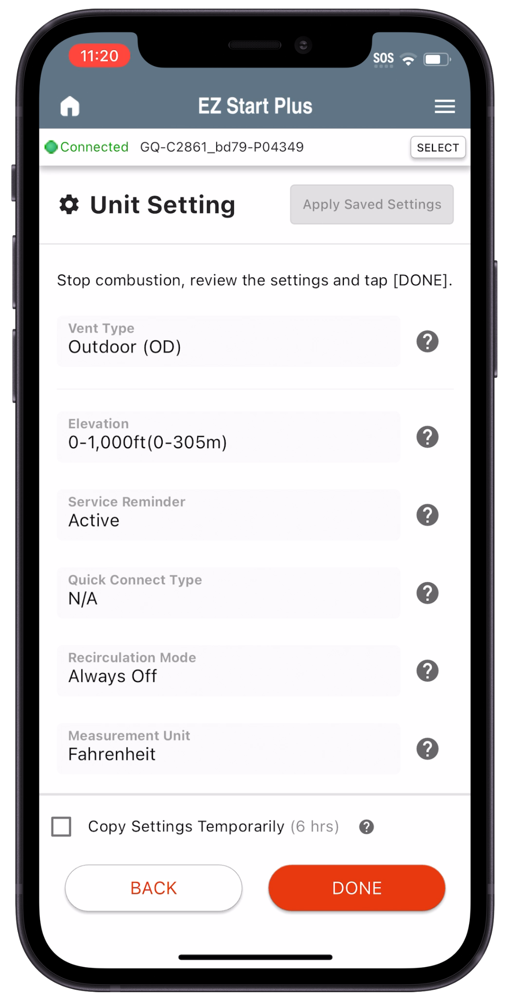 11:20
SOS
EZ Start Plus
Connected GQ-C2861_bd79-P04349 SELECT
Unit Setting Apply Saved Settings
Stop combustion, review the settings and tap [DONE].
Vent Type
Outdoor (OD)
Elevation
0-1,000ft(0-305m)
Service Reminder
Active
Quick Connect Type
N/A
Recirculation Mode
Always Off
Measurement Unit
Fahrenheit
Copy Settings Temporarily (6 hrs)
BACK DONE